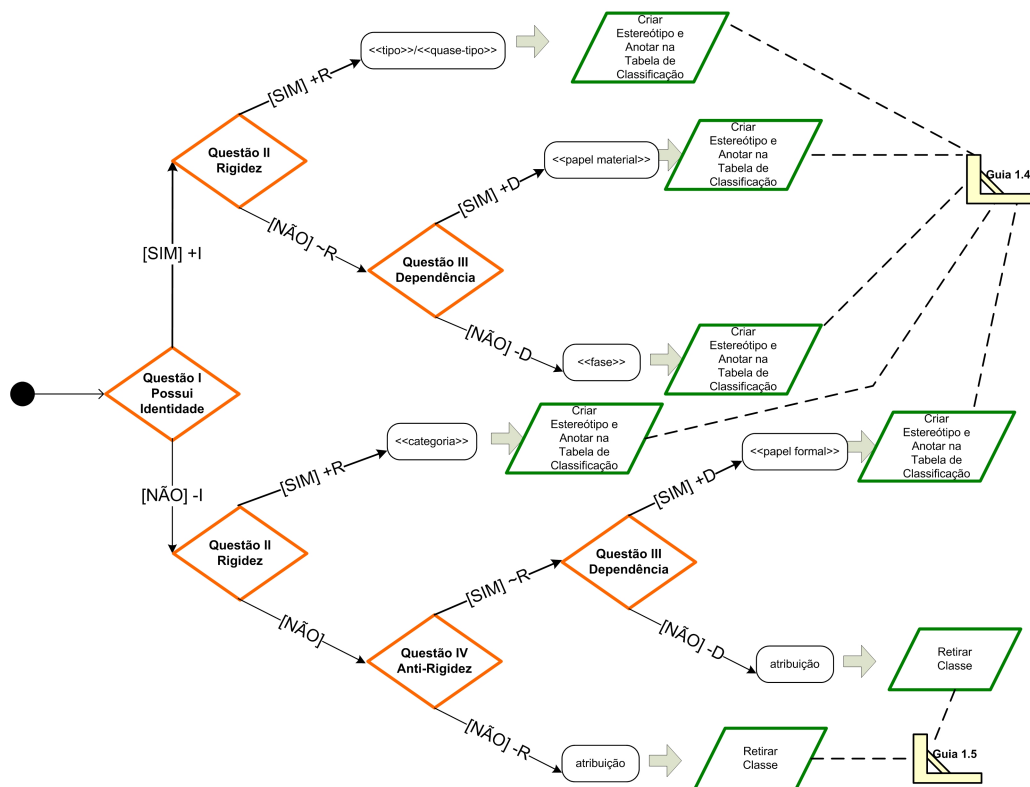 Criar
Estereótipo e
Anotar na
Tabela de
Classificação
<<tipo>>/<<quase-tipo>>
[SIM] +R
Questão II
Rigidez
Criar
Estereótipo e
Anotar na
Tabela de
Classificação
<<papel material>>
Guia 1.4
[SIM] +D
[NÃO] ~R
[SIM] +I
Questão III
Dependência
[NÃO] -D
Criar
Estereótipo e
Anotar na
Tabela de
Classificação
<<fase>>
Questão I
Possui
Identidade
Criar
Estereótipo e
Anotar na
Tabela de
Classificação
<<categoria>>
Criar
Estereótipo e
Anotar na
Tabela de
Classificação
<<papel formal>>
[SIM] +R
[SIM] +D
[NÃO] -I
Questão II
Rigidez
Questão III
Dependência
[SIM] ~R
[NÃO]
[NÃO] -D
Questão IV
Anti-Rigidez
atribuição
Retirar
Classe
[NÃO] -R
atribuição
Retirar
Classe
Guia 1.5